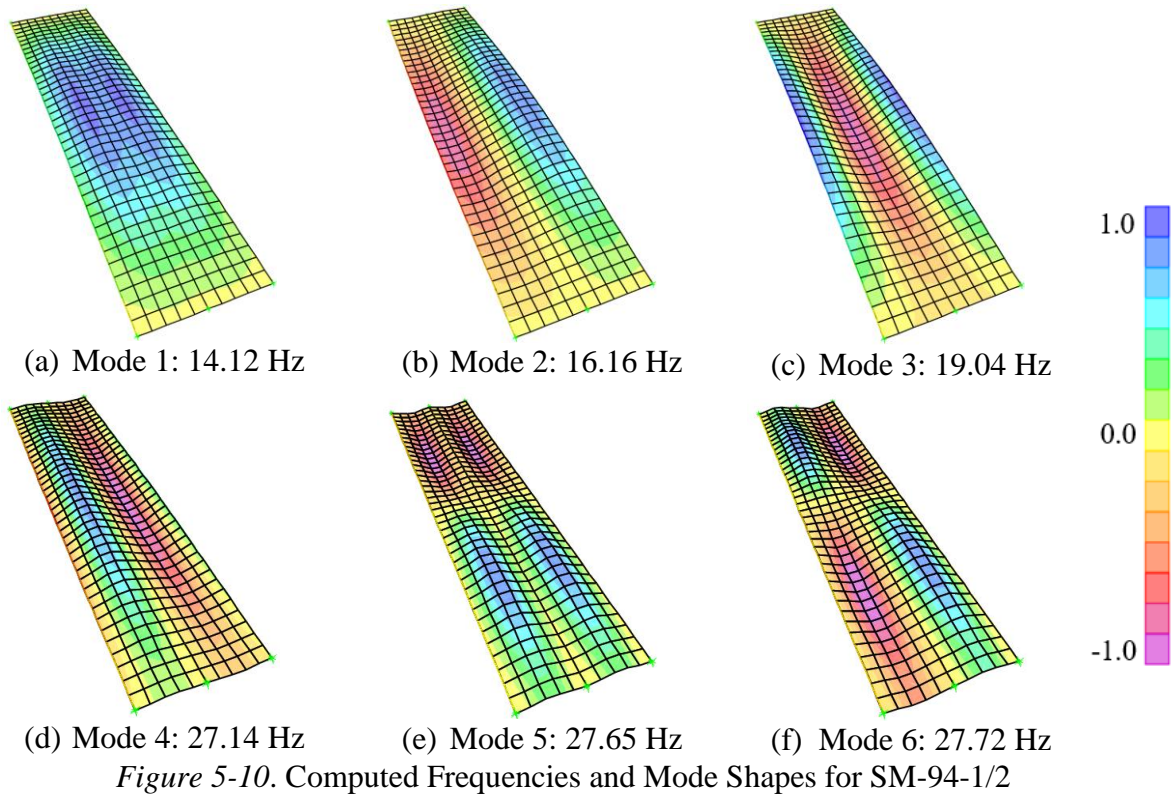 (a) Mode 1: 14.12 Hz
(b) Mode 2: 16.16 Hz
(c) Mode 3: 19.04 Hz
1.0
0.0
-1.0
(d) Mode 4: 27.14 Hz
(e) Mode 5: 27.65 Hz
(f) Mode 6: 27.72 Hz
Figure 5-10. Computed Frequencies and Mode Shapes for SM-94-1/2